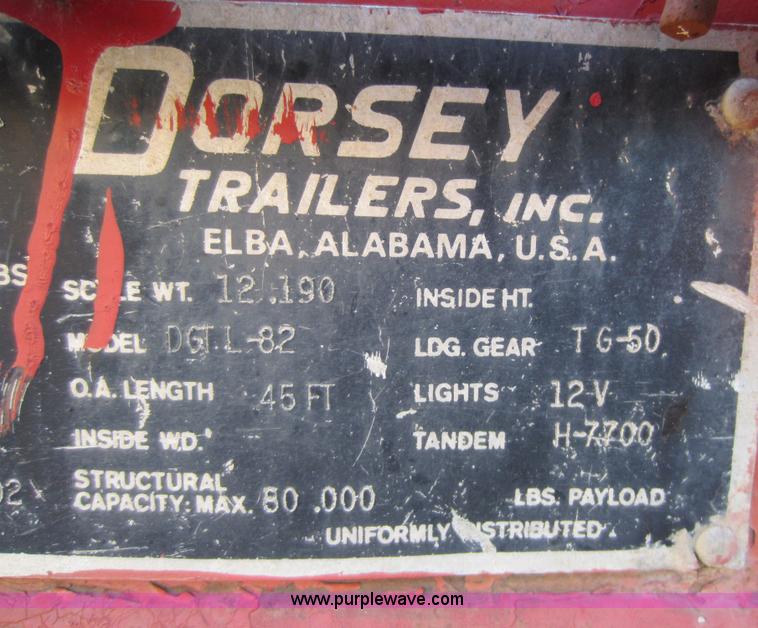 DORSEY
TRAILERS, INC.
ELBA, ALABAMA, U.S.A.
BS
WT. 12.190 INSIDE HT.
MODEL DGTL-82 LDG. GEAR TG-50
O.A. LENGTH 45 FT LIGHTS 12V
INSIDE WD. TANDEM H-7700
STRUCTURAL
02 CAPACITY: MAX. 80.000 LBS. PAYLOAD
UNIFORMLY DISTRIBUTED
www.purplewave.com